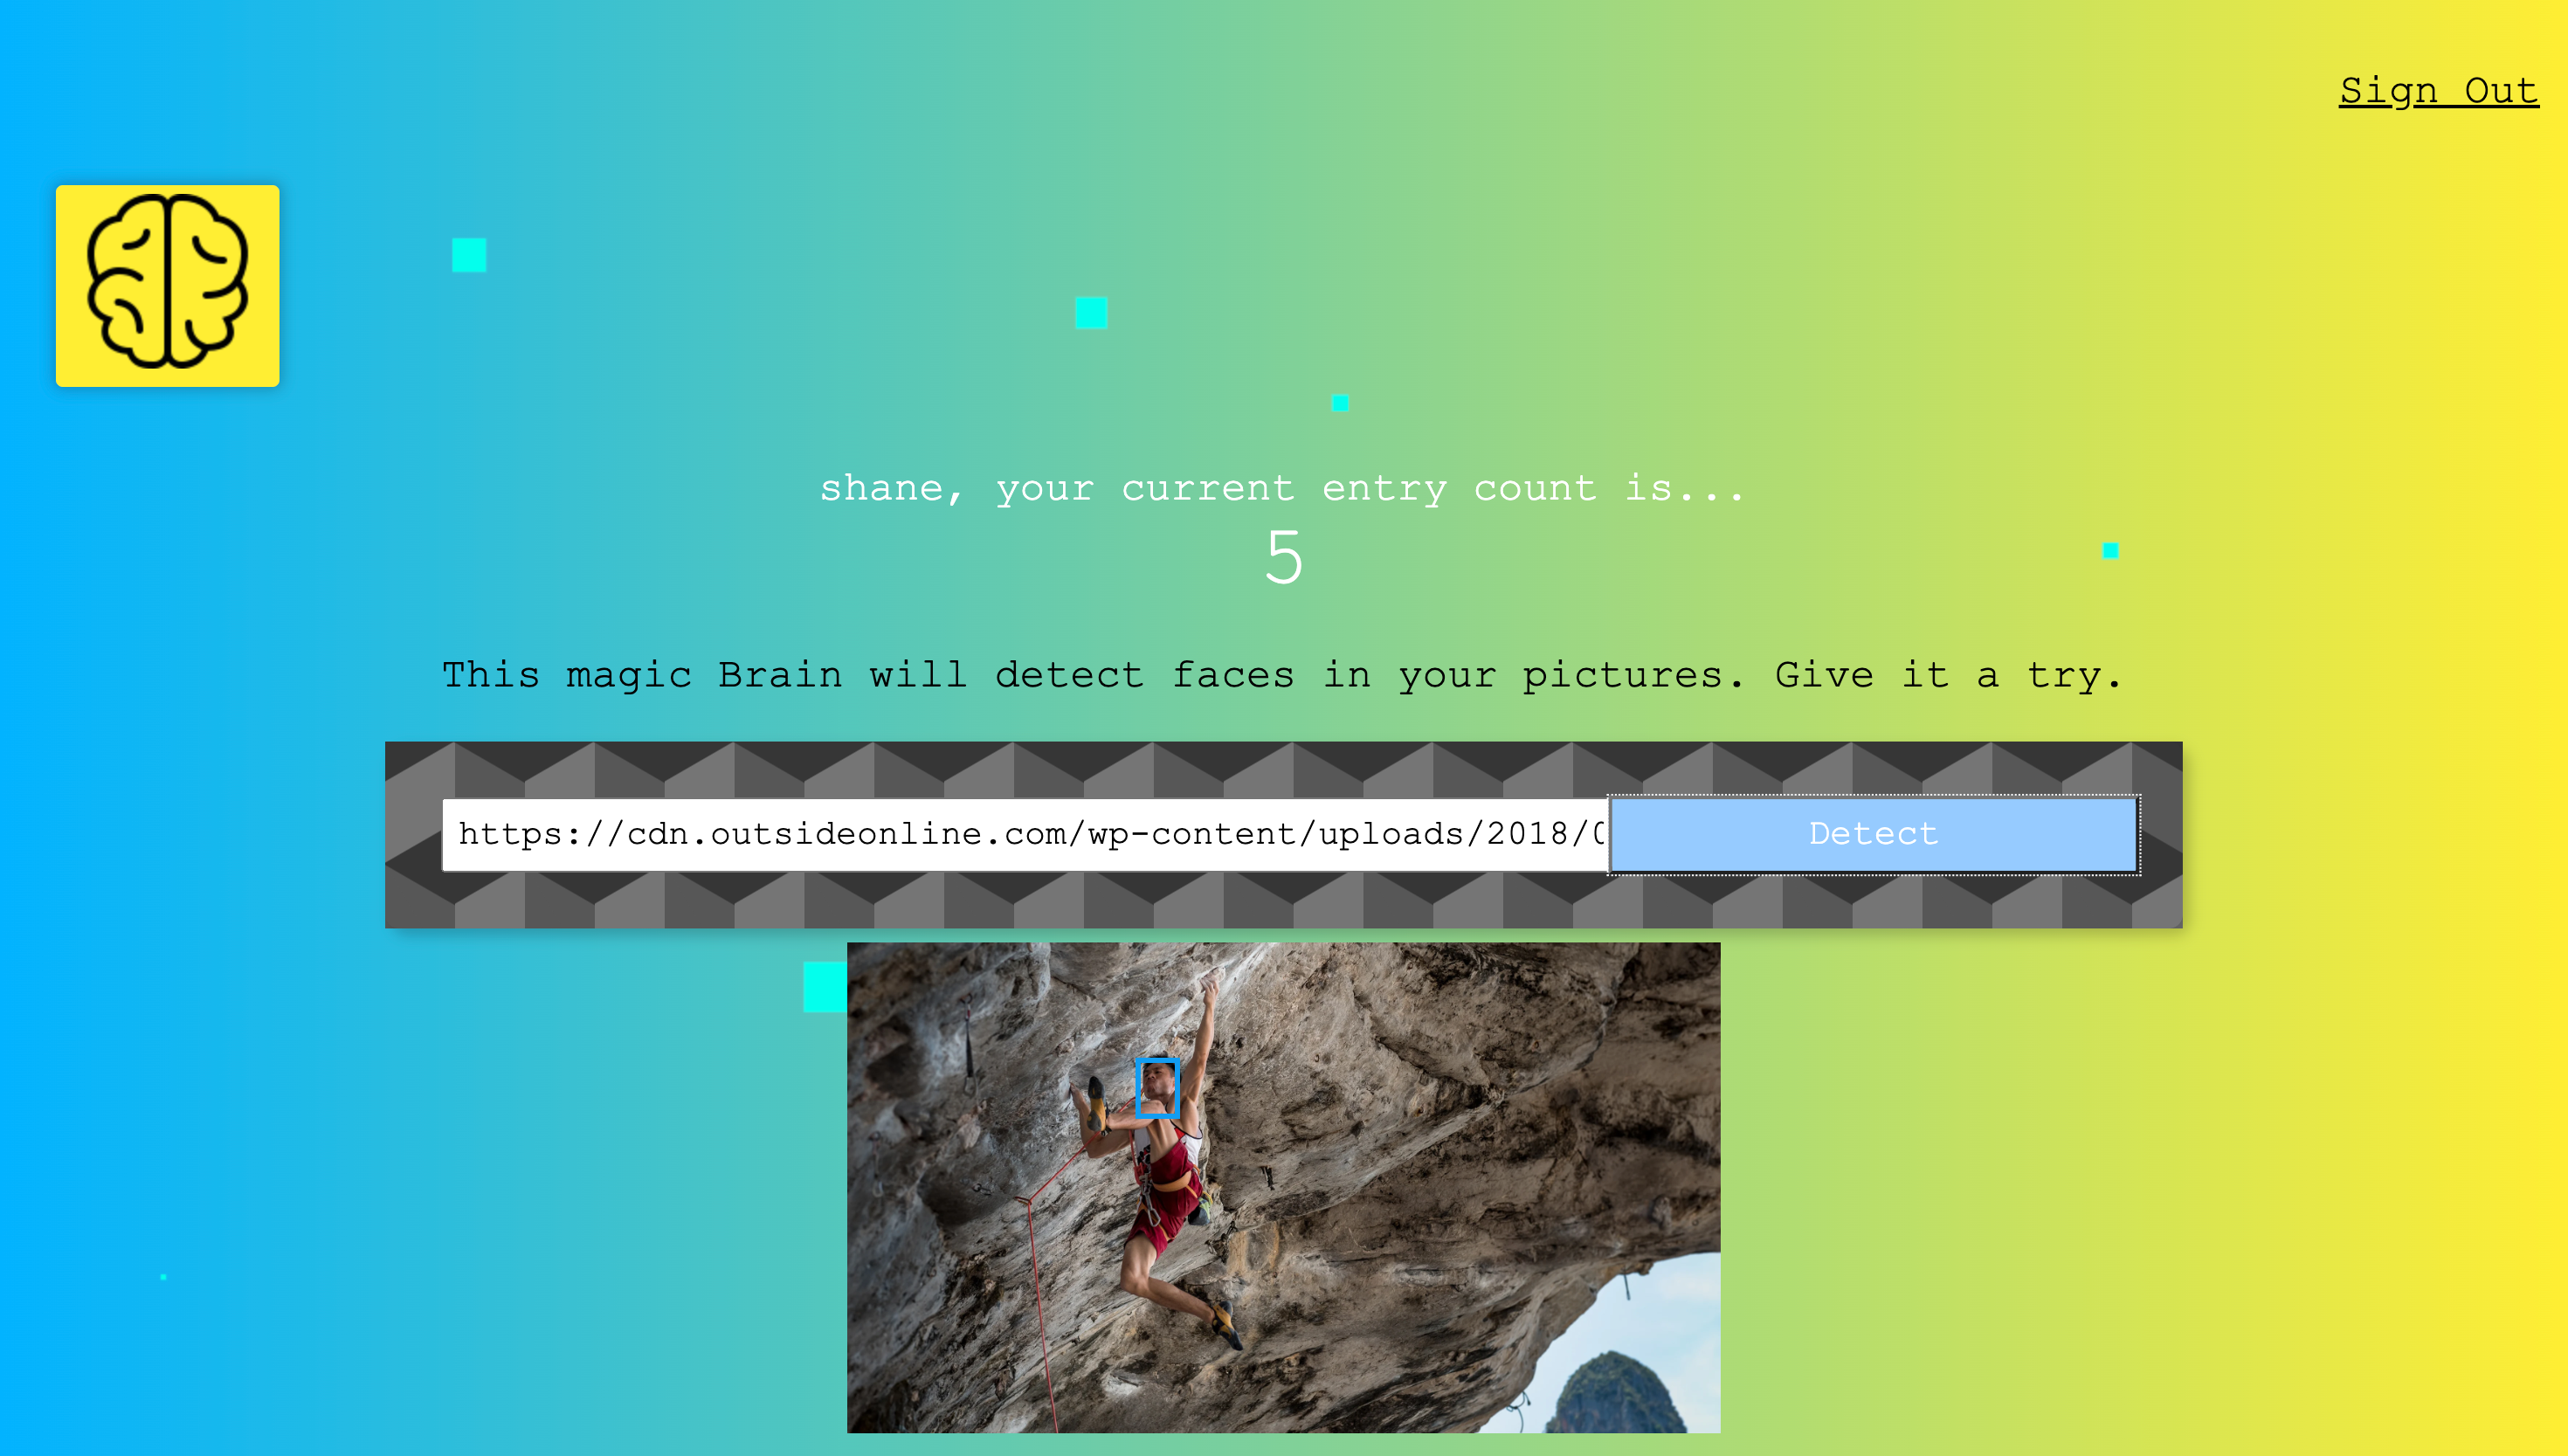 Sign Out
shane, your current entry count is...
5
This magic Brain will detect faces in your pictures. Give it a try.
https://cdn.outsideonline.com/wp-content/uploads/2018/0
Detect